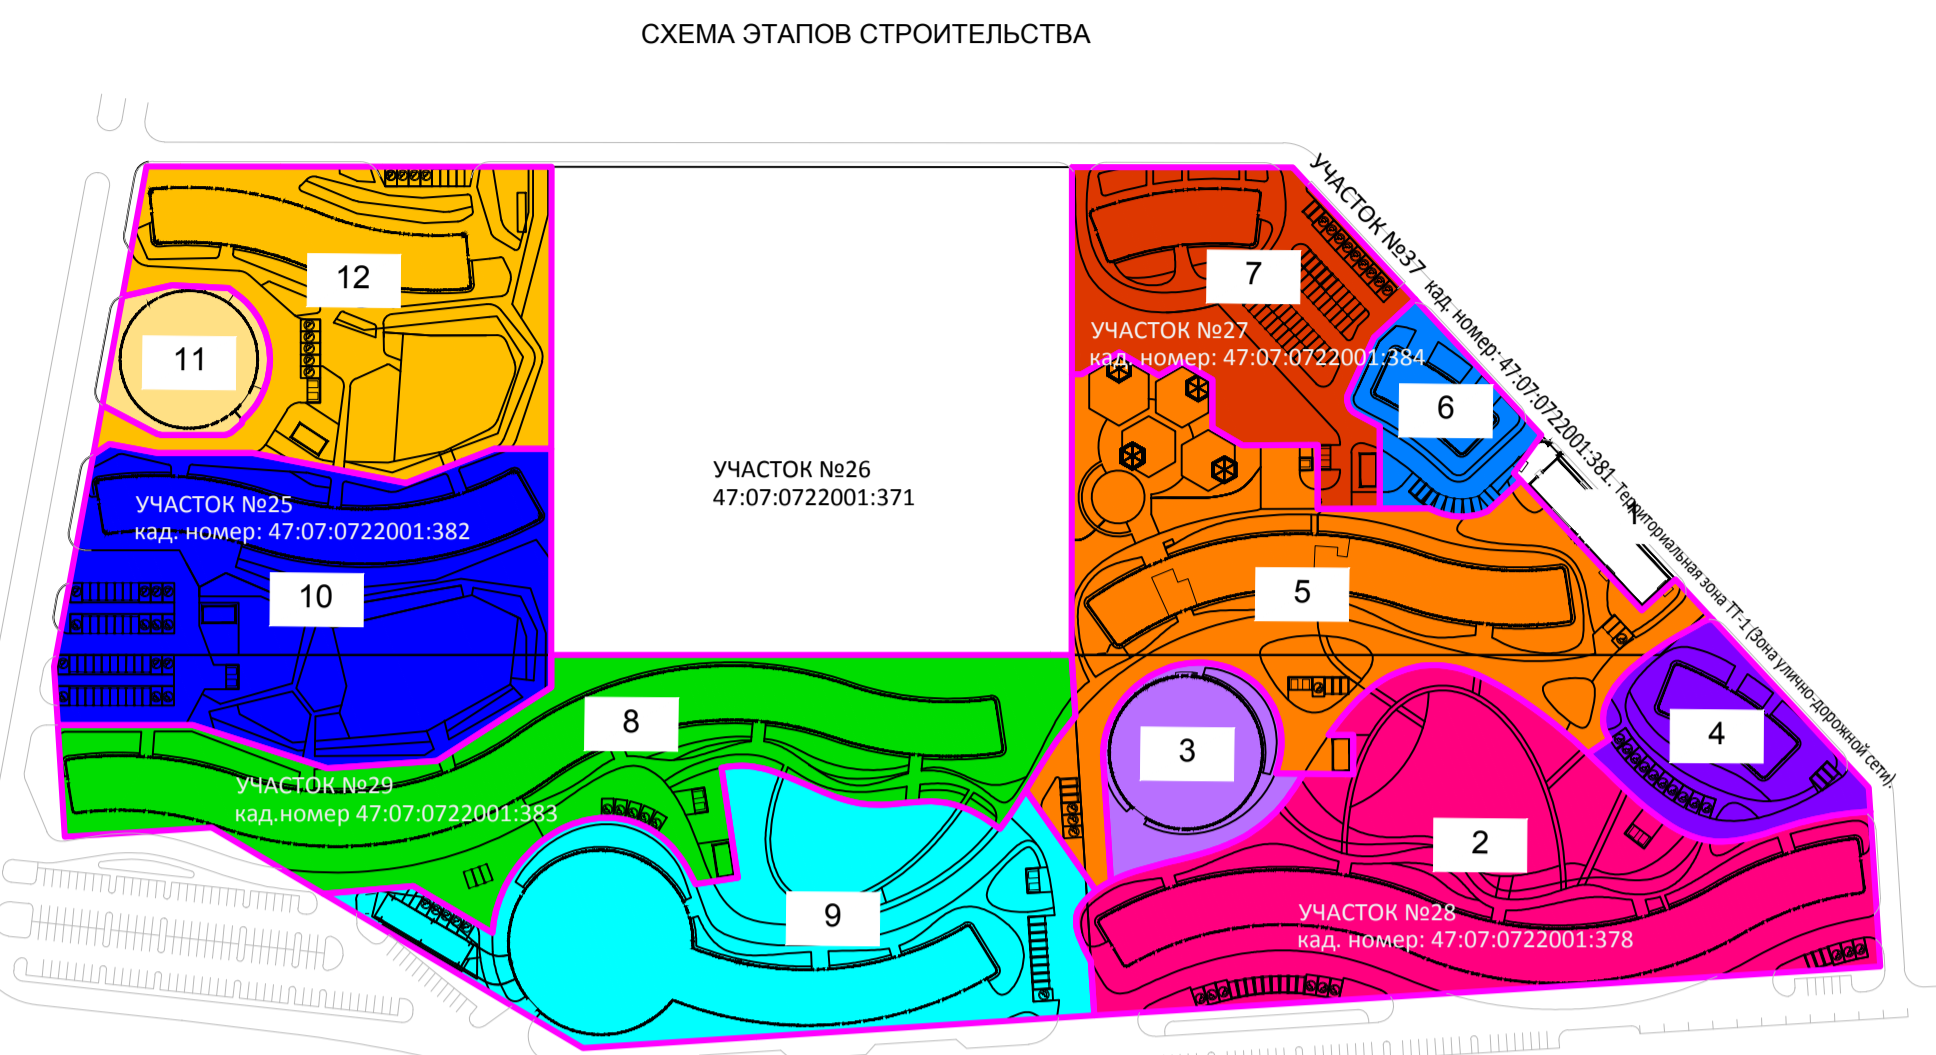 СХЕМА ЭТАПОВ СТРОИТЕЛЬСТВА
УЧАСТОК №37 кад. номер: 47:07:0722001:381. Территориальная зона ТТ-1 (Зона улично-дорожной сети).
12
7
УЧАСТОК №27
кад. номер: 47:07:0722001:384
11
6
УЧАСТОК №26
47:07:0722001:371
УЧАСТОК №25
кад. номер: 47:07:0722001:382
10
5
8
3
4
УЧАСТОК №29
кад.номер 47:07:0722001:383
2
9
УЧАСТОК №28
кад. номер: 47:07:0722001:378